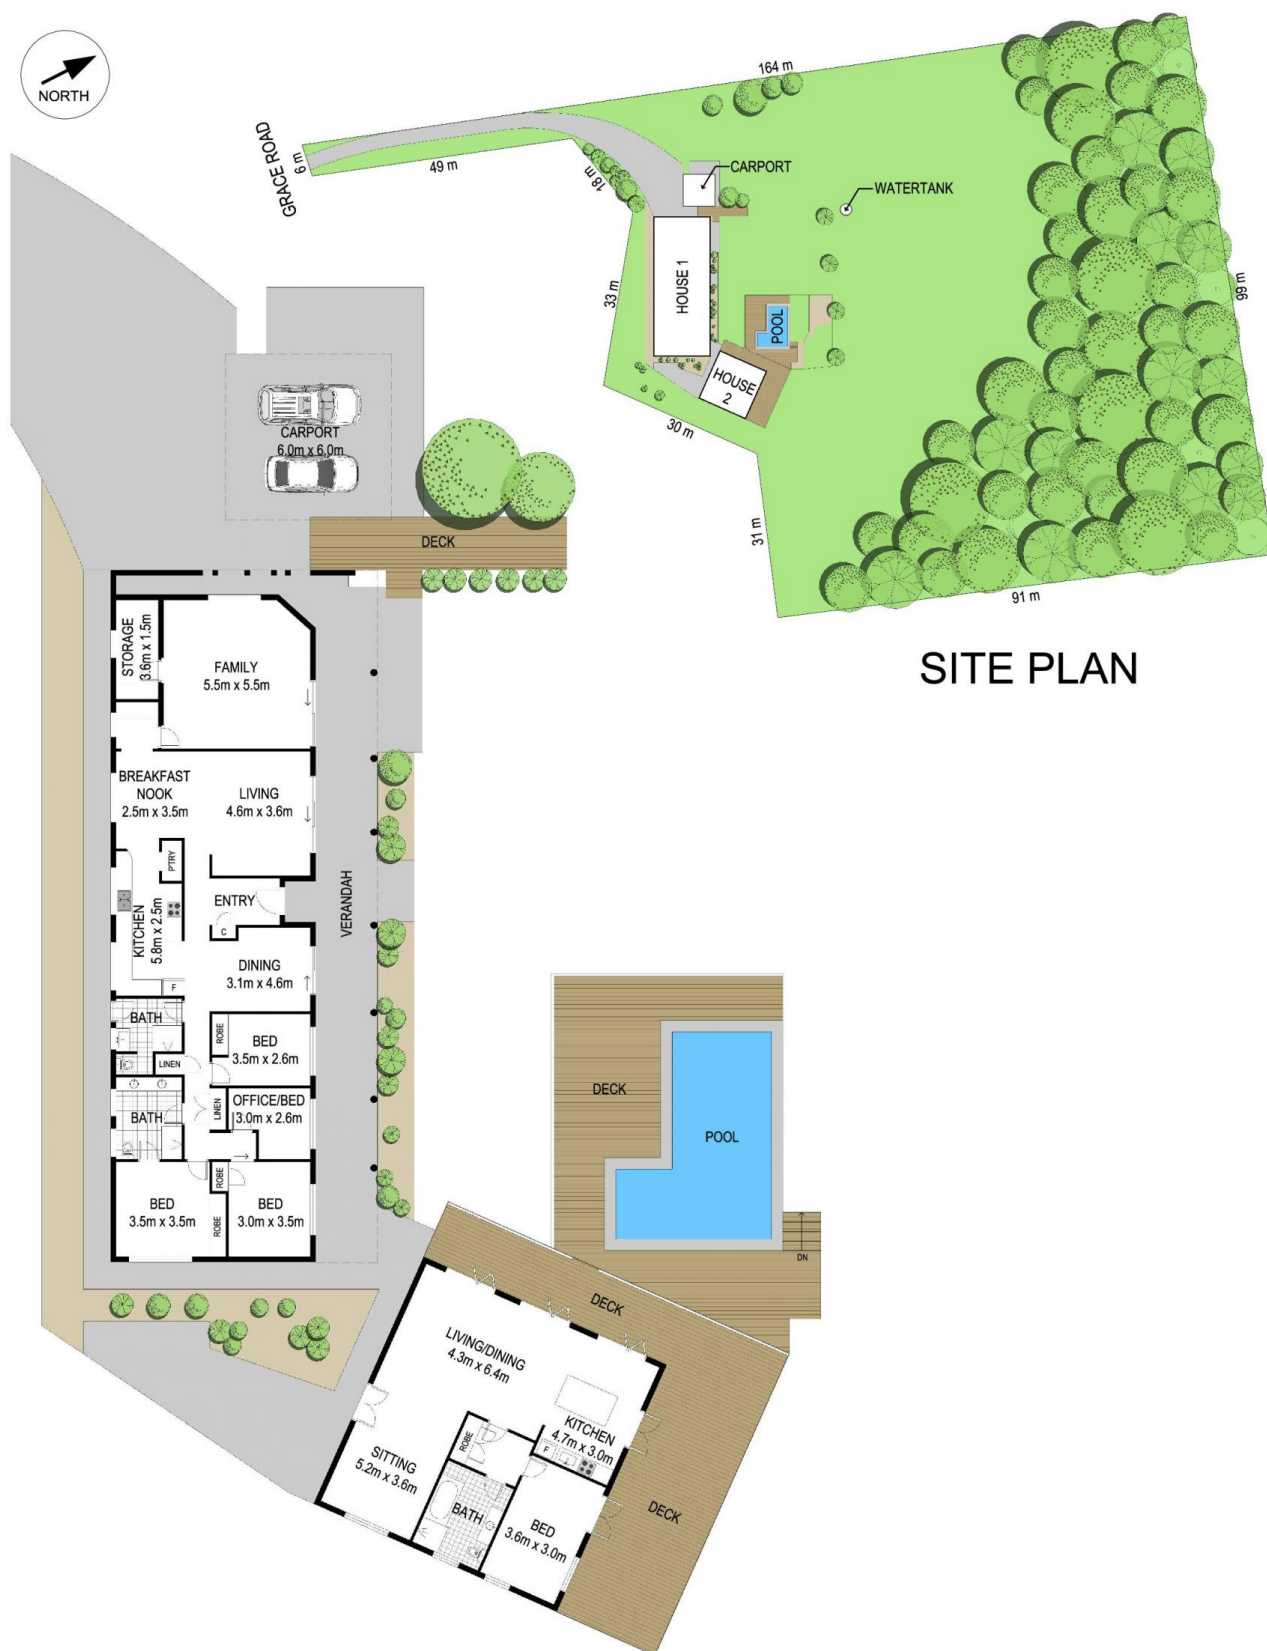 NORTH
164 m
GRACE ROAD
6 m
49 m
18 m
CARPORT
WATERTANK
33 m
HOUSE 1
POOL
HOUSE
2
99 m
30 m
31 m
91 m
SITE PLAN
CARPORT
6.0m x 6.0m
DECK
STORAGE
3.6m x 1.5m
FAMILY
5.5m x 5.5m
BREAKFAST
NOOK
2.5m x 3.5m
LIVING
4.6m x 3.6m
PTRY
ENTRY
C
VERANDAH
KITCHEN
5.8m x 2.5m
F
DINING
3.1m x 4.6m
BATH
ROBE
BED
3.5m x 2.6m
LINEN
LINEN
OFFICE/BED
3.0m x 2.6m
BATH
ROBE
BED
3.5m x 3.5m
ROBE
BED
3.0m x 3.5m
DECK
POOL
DN
DECK
LIVING/DINING
4.3m x 6.4m
KITCHEN
4.7m x 3.0m
F
ROBE
SITTING
5.2m x 3.6m
BATH
BED
3.6m x 3.0m
DECK